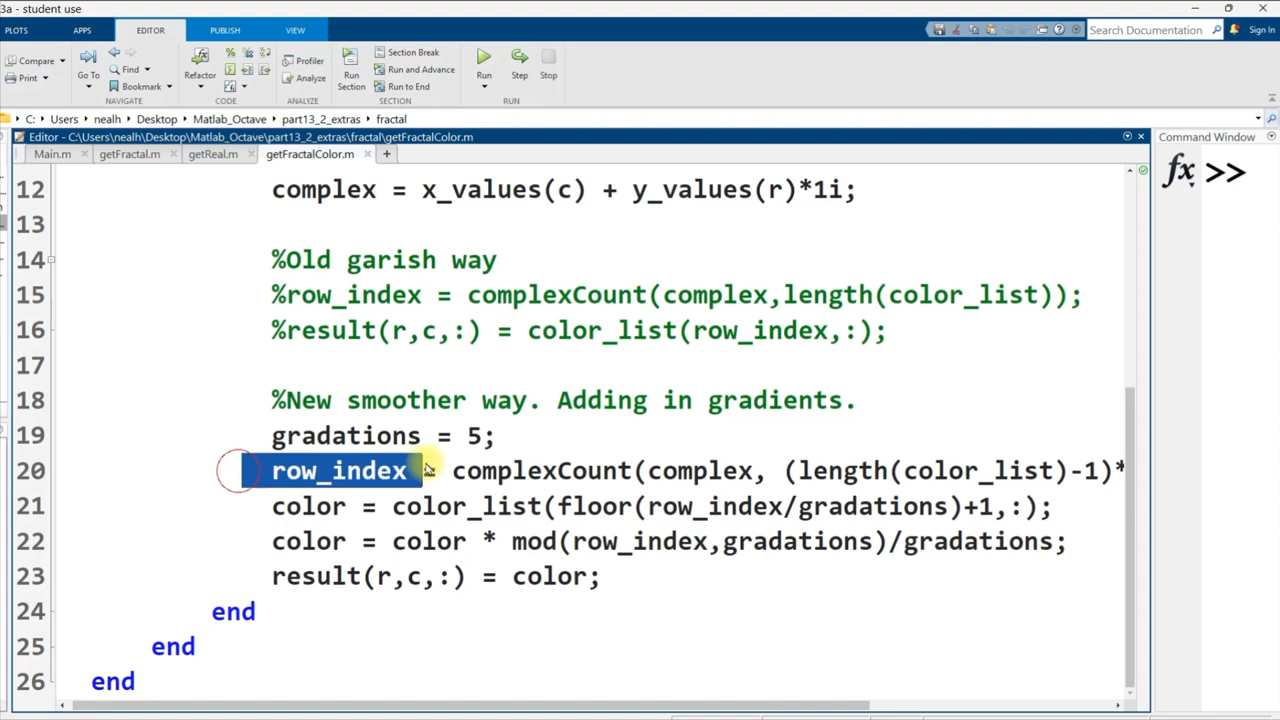 3a - student use
PLOTS APPS EDITOR PUBLISH VIEW
Search Documentation
Sign In
Compare
Print
Go To
Find
Bookmark
NAVIGATE
Refactor
CODE
Profiler
Analyze
ANALYZE
Run Section
Section Break
Run and Advance
Run to End
SECTION
Run
Step
Stop
RUN
C: Users nealh Desktop Matlab_Octave part13_2_extras fractal
Editor - C:\Users\nealh\Desktop\Matlab_Octave\part13_2_extras\fractal\getFractalColor.m
Command Window
Main.m getFractal.m getReal.m getFractalColor.m
fx >>
12 complex = x_values(c) + y_values(r)*1i;
13
14 %Old garish way
15 %row_index = complexCount(complex,length(color_list));
16 %result(r,c,:) = color_list(row_index,:);
17
18 %New smoother way. Adding in gradients.
19 gradations = 5;
20 row_index = complexCount(complex, (length(color_list)-1)*
21 color = color_list(floor(row_index/gradations)+1,:);
22 color = color * mod(row_index,gradations)/gradations;
23 result(r,c,:) = color;
24 end
25 end
26 end